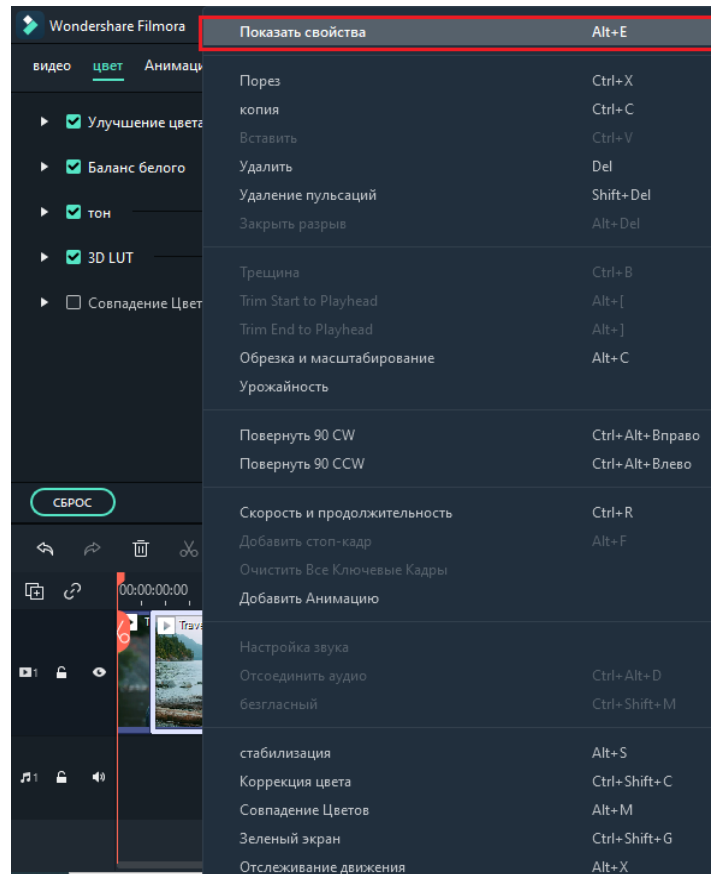 Wondershare Filmora
видео цвет Анимаци
Улучшение цвета
Баланс белого
тон
3D LUT
Совпадение Цвет
СБРОС
Показать свойства Alt+E
Порез Ctrl+X
копия Ctrl+C
Вставить Ctrl+V
Удалить Del
Удаление пульсаций Shift+Del
Закрыть разрыв Alt+Del
Трещина Ctrl+B
Trim Start to Playhead Alt+[
Trim End to Playhead Alt+]
Обрезка и масштабирование Alt+C
Урожайность
Повернуть 90 CW Ctrl+Alt+Вправо
Повернуть 90 CCW Ctrl+Alt+Влево
Скорость и продолжительность Ctrl+R
Добавить стоп-кадр Alt+F
Очистить Все Ключевые Кадры
Добавить Анимацию
Настройка звука
Отсоединить аудио Ctrl+Alt+D
безгласный Ctrl+Shift+M
стабилизация Alt+S
Коррекция цвета Ctrl+Shift+C
Совпадение Цветов Alt+M
Зеленый экран Ctrl+Shift+G
Отслеживание движения Alt+X
00:00:00:00
T Trave
1
1